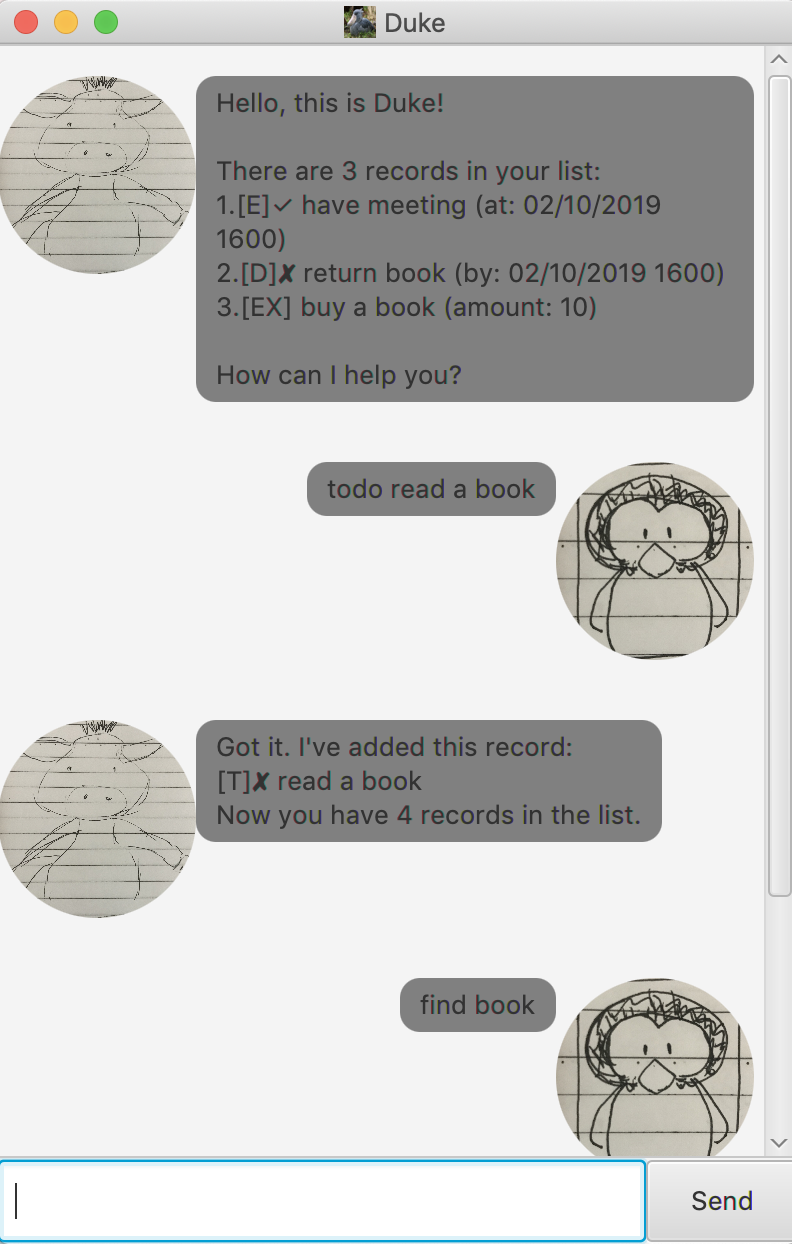 Duke
Hello, this is Duke!
There are 3 records in your list:
1.[E]✓ have meeting (at: 02/10/2019
1600)
2.[D]✘ return book (by: 02/10/2019 1600)
3.[EX] buy a book (amount: 10)
How can I help you?
todo read a book
Got it. I've added this record:
[T]✘ read a book
Now you have 4 records in the list.
find book
Send